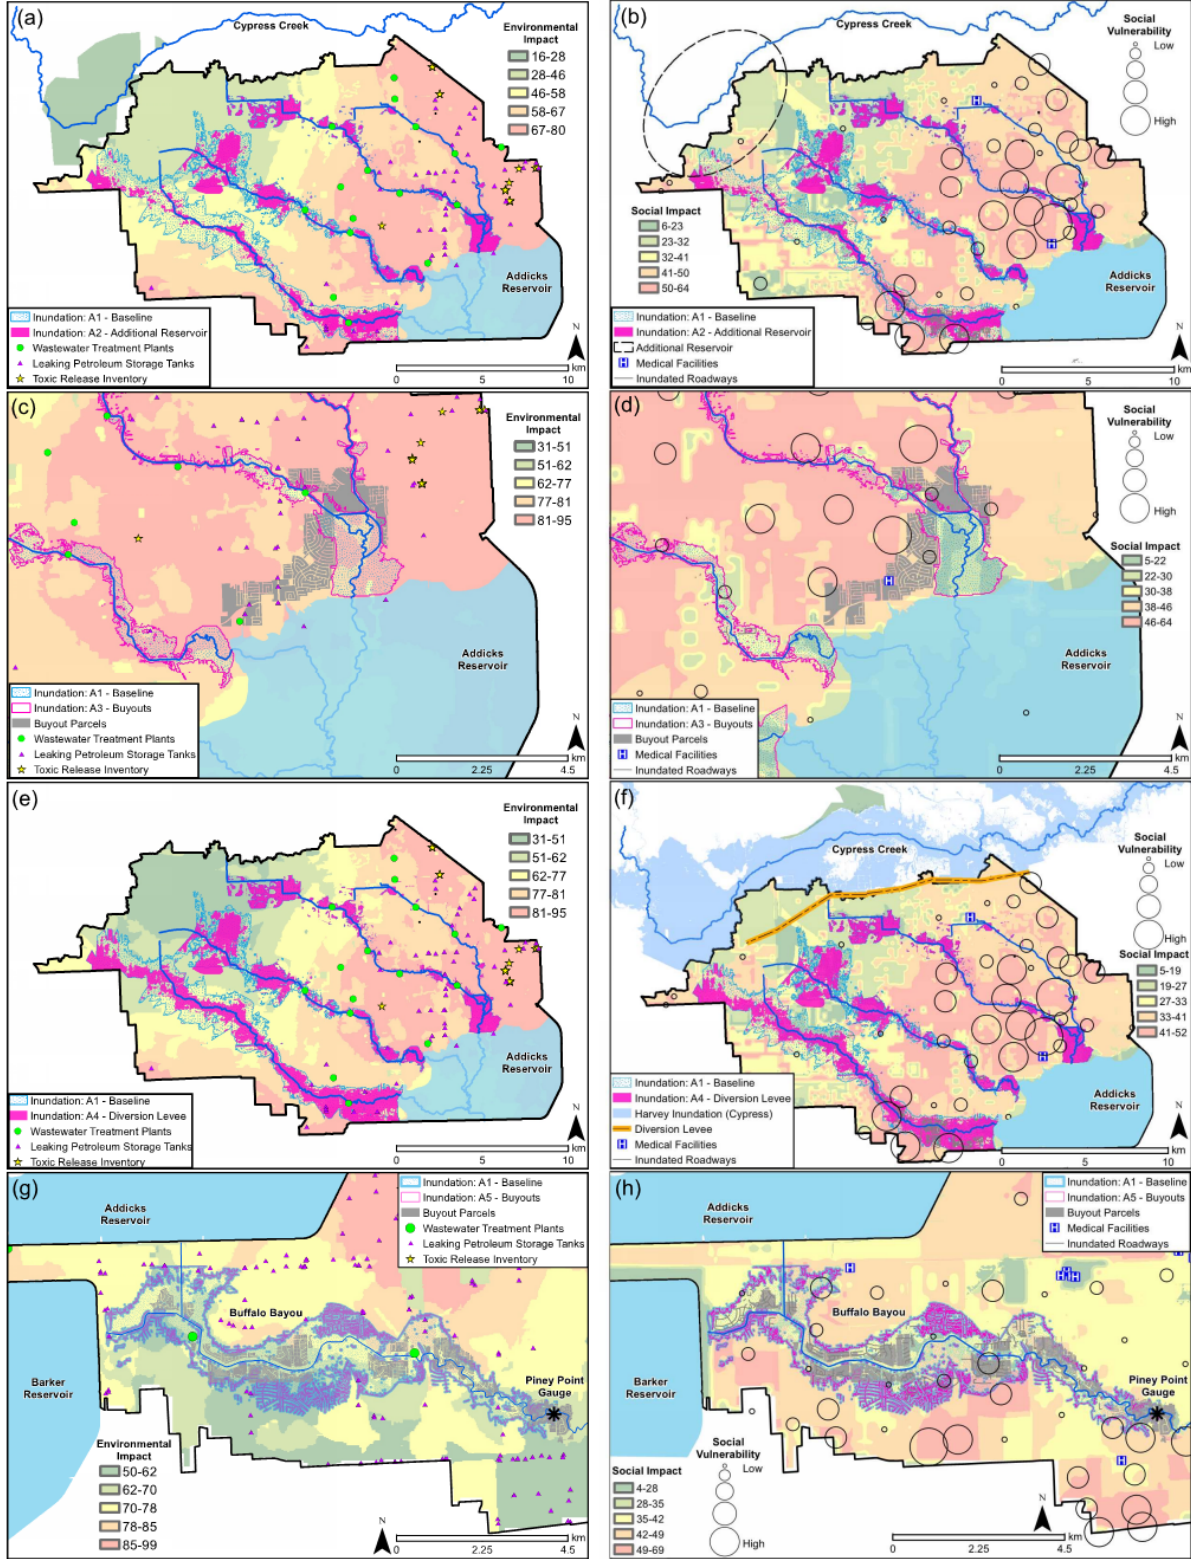 (a)
Cypress Creek
Environmental
Impact
16-28
28-46
46-58
58-67
67-80
Addicks
Reservoir
Inundation: A1 - Baseline
Inundation: A2 - Additional Reservoir
Wastewater Treatment Plants
Leaking Petroleum Storage Tanks
Toxic Release Inventory
N
km
0 5 10
(b)
Cypress Creek
Social
Vulnerability
Low
High
H
H
Social Impact
6-23
23-32
32-41
41-50
50-64
Addicks
Reservoir
Inundation: A1 - Baseline
Inundation: A2 - Additional Reservoir
Additional Reservoir
H Medical Facilities
Inundated Roadways
N
km
0 5 10
(c)
Environmental
Impact
31-51
51-62
62-77
77-81
81-95
Addicks
Reservoir
Inundation: A1 - Baseline
Inundation: A3 - Buyouts
Buyout Parcels
Wastewater Treatment Plants
Leaking Petroleum Storage Tanks
Toxic Release Inventory
N
km
0 2.25 4.5
(d)
Social
Vulnerability
Low
High
Social Impact
5-22
22-30
30-38
38-46
46-64
H
Addicks
Reservoir
Inundation: A1 - Baseline
Inundation: A3 - Buyouts
Buyout Parcels
H Medical Facilities
Inundated Roadways
N
km
0 2.25 4.5
(e)
Environmental
Impact
31-51
51-62
62-77
77-81
81-95
Addicks
Reservoir
Inundation: A1 - Baseline
Inundation: A4 - Diversion Levee
Wastewater Treatment Plants
Leaking Petroleum Storage Tanks
Toxic Release Inventory
N
km
0 5 10
(f)
Cypress Creek
Social
Vulnerability
Low
High
Social Impact
5-19
19-27
27-33
33-41
41-52
H
H
Addicks
Reservoir
Inundation: A1 - Baseline
Inundation: A4 - Diversion Levee
Harvey Inundation (Cypress)
Diversion Levee
H Medical Facilities
Inundated Roadways
N
km
0 5 10
(g)
Addicks
Reservoir
Inundation: A1 - Baseline
Inundation: A5 - Buyouts
Buyout Parcels
Wastewater Treatment Plants
Leaking Petroleum Storage Tanks
Toxic Release Inventory
Buffalo Bayou
Barker
Reservoir
Piney Point
Gauge
Environmental
Impact
50-62
62-70
70-78
78-85
85-99
N
km
0 2.25 4.5
(h)
Addicks
Reservoir
Inundation: A1 - Baseline
Inundation: A5 - Buyouts
Buyout Parcels
H Medical Facilities
Inundated Roadways
H
Buffalo Bayou
Barker
Reservoir
Piney Point
Gauge
H
Social Impact
4-28
28-35
35-42
42-49
49-69
Social
Vulnerability
Low
High
N
km
0 2.25 4.5